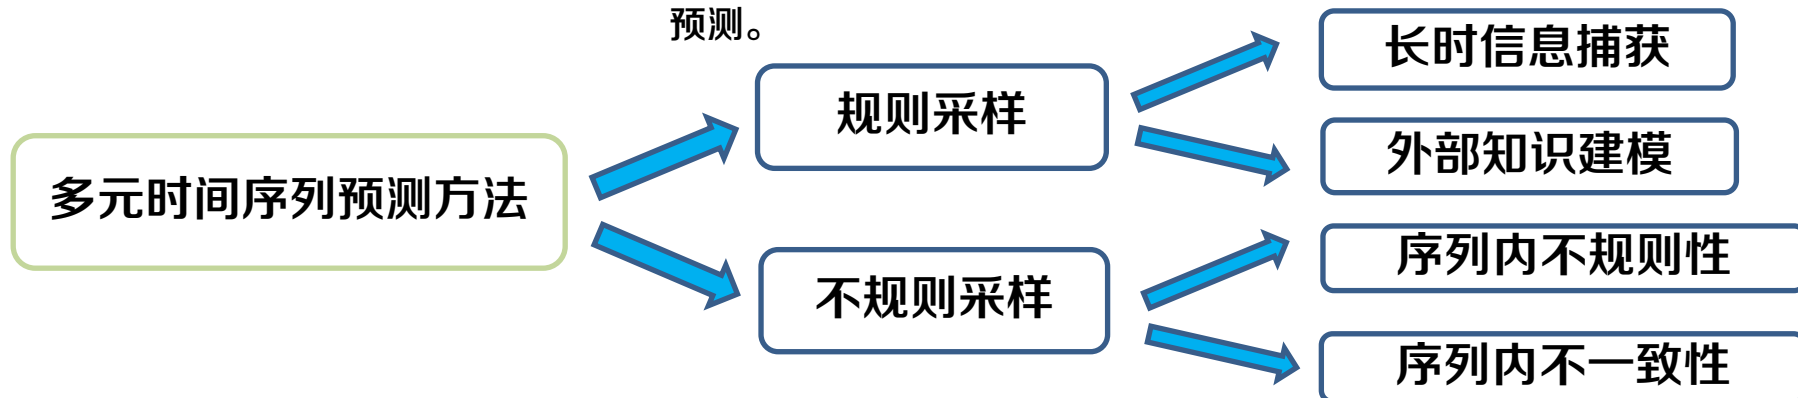 预测。
多元时间序列预测方法
规则采样
不规则采样
长时信息捕获
外部知识建模
序列内不规则性
序列内不一致性